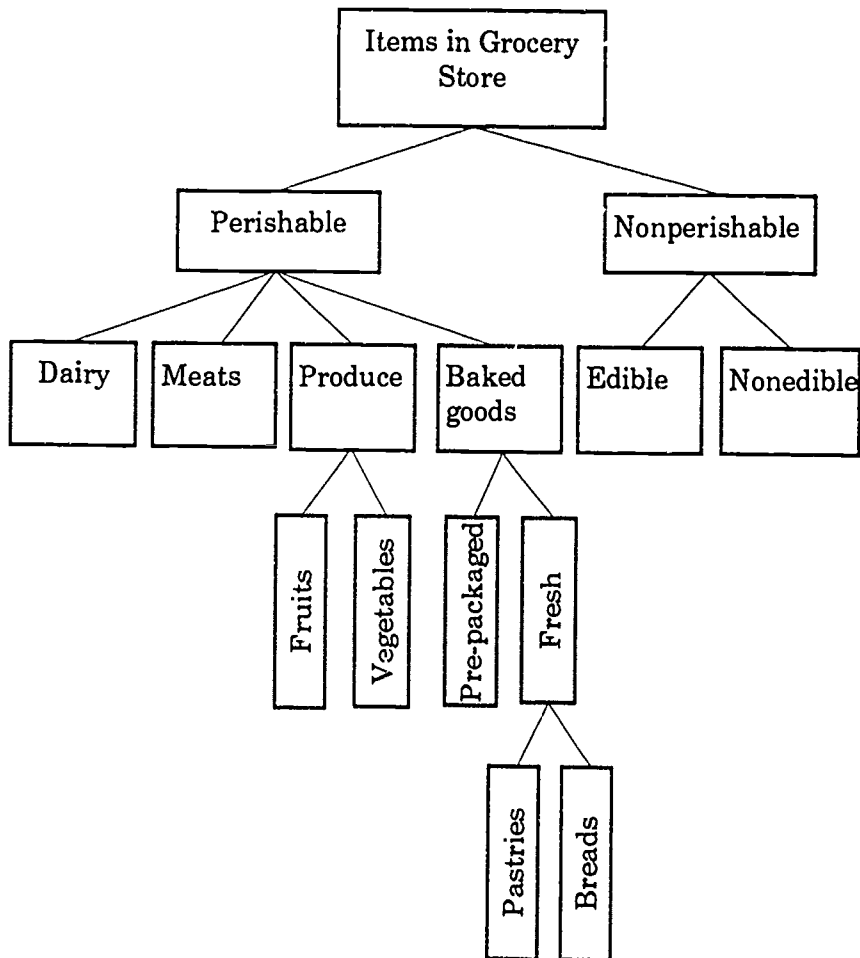 Items in Grocery
Store
Perishable
Nonperishable
Dairy
Meats
Produce
Baked
goods
Edible
Nonedible
Fruits
Vegetables
Pre-packaged
Fresh
Pastries
Breads